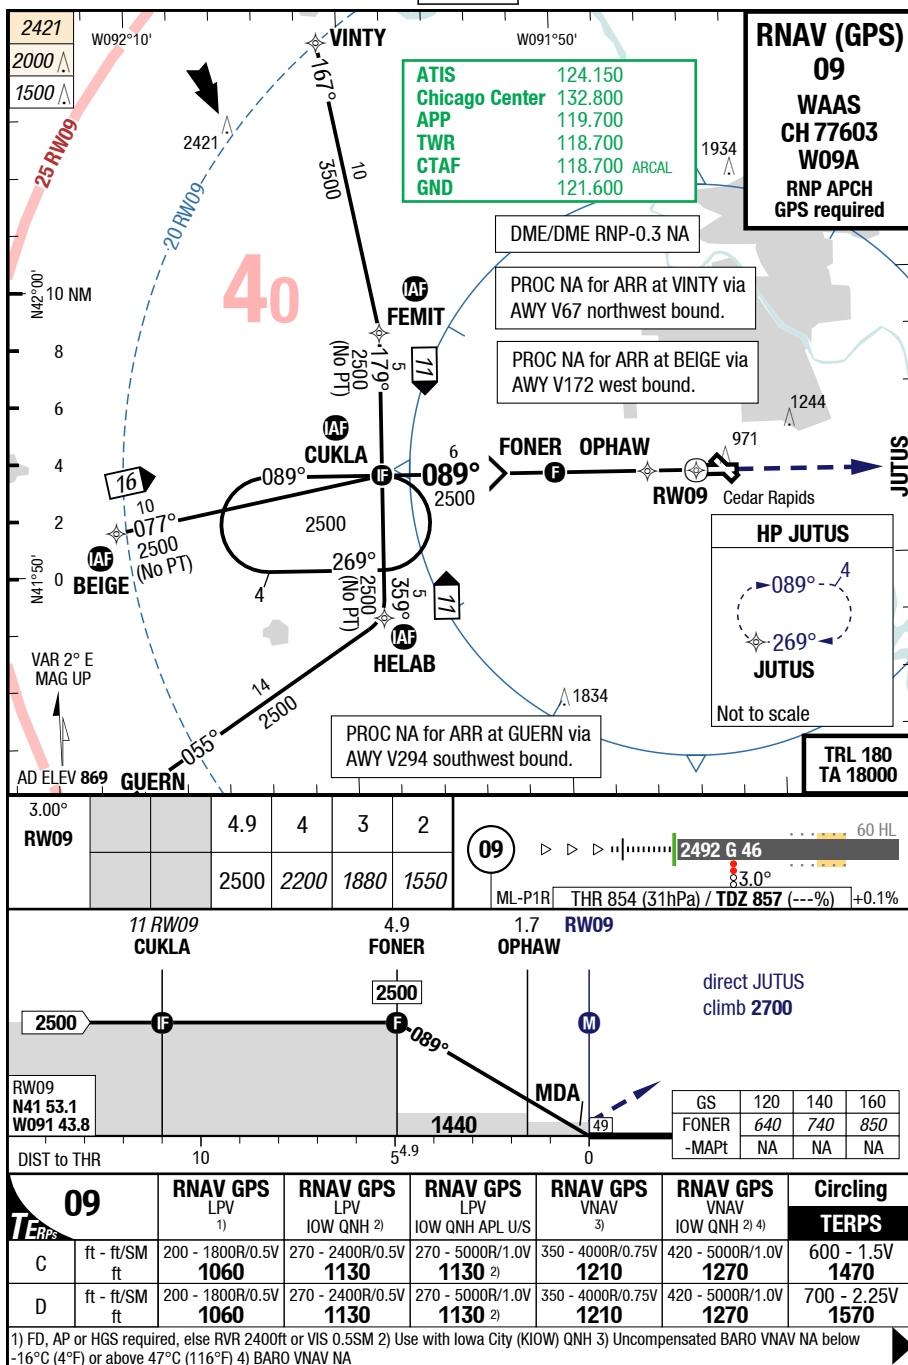 2421
2000
1500
W092°10'
VINTY
W091°50'
RNAV (GPS)
09
WAAS
CH 77603
W09A
RNP APCH
GPS required
ATIS 124.150
Chicago Center 132.800
APP 119.700
TWR 118.700
CTAF 118.700 ARCAL
GND 121.600
25 RW09
2421
167°
10
3500
1934
20 RW09
DME/DME RNP-0.3 NA
40
N42°00'
10 NM
IAF
FEMIT
PROC NA for ARR at VINTY via
AWY V67 northwest bound.
8
179°
5
2500
(No PT)
11
PROC NA for ARR at BEIGE via
AWY V172 west bound.
6
IAF
CUKLA
1244
971
4
16
089°
IF
6
089°
2500
FONER
F
OPHAW
RW09
Cedar Rapids
JUTUS
10
077°
2500
(No PT)
2500
2
IAF
BEIGE
269°
4
N41°50'
0
359°
5
2500
(No PT)
11
IAF
HELAB
HP JUTUS
089°
4
269°
JUTUS
Not to scale
VAR 2° E
MAG UP
14
2500
055°
GUERN
1834
PROC NA for ARR at GUERN via
AWY V294 southwest bound.
AD ELEV 869
TRL 180
TA 18000
3.00°
RW09
4.9 4 3 2
2500 2200 1880 1550
09
60 HL
2492 G 46
3.0°
ML-P1R THR 854 (31hPa) / TDZ 857 (---%) +0.1%
11 RW09
CUKLA
4.9
FONER
1.7
OPHAW
RW09
2500
2500
IF
F
M
089°
direct JUTUS
climb 2700
RW09
N41 53.1
W091 43.8
1440
MDA
49
GS 120 140 160
FONER 640 740 850
-MAPt NA NA NA
DIST to THR
10
5
4.9
0
TERPs
09
RNAV GPS
LPV
1)
RNAV GPS
LPV
IOW QNH 2)
RNAV GPS
LPV
IOW QNH APL U/S
RNAV GPS
VNAV
3)
RNAV GPS
VNAV
IOW QNH 2) 4)
Circling
TERPS
C ft - ft/SM 200 - 1800R/0.5V 270 - 2400R/0.5V 270 - 5000R/1.0V 350 - 4000R/0.75V 420 - 5000R/1.0V 600 - 1.5V
ft 1060 1130 1130 2) 1210 1270 1470
D ft - ft/SM 200 - 1800R/0.5V 270 - 2400R/0.5V 270 - 5000R/1.0V 350 - 4000R/0.75V 420 - 5000R/1.0V 700 - 2.25V
ft 1060 1130 1130 2) 1210 1270 1570
1) FD, AP or HGS required, else RVR 2400ft or VIS 0.5SM 2) Use with Iowa City (KIOW) QNH 3) Uncompensated BARO VNAV NA below
-16°C (4°F) or above 47°C (116°F) 4) BARO VNAV NA